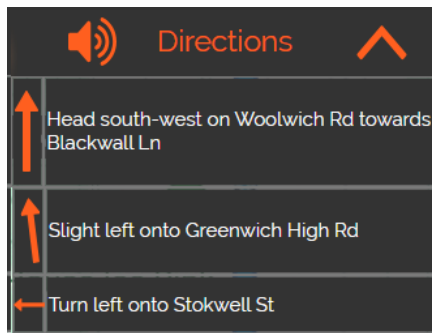 Directions
Head south-west on Woolwich Rd towards
Blackwall Ln
Slight left onto Greenwich High Rd
Turn left onto Stokwell St